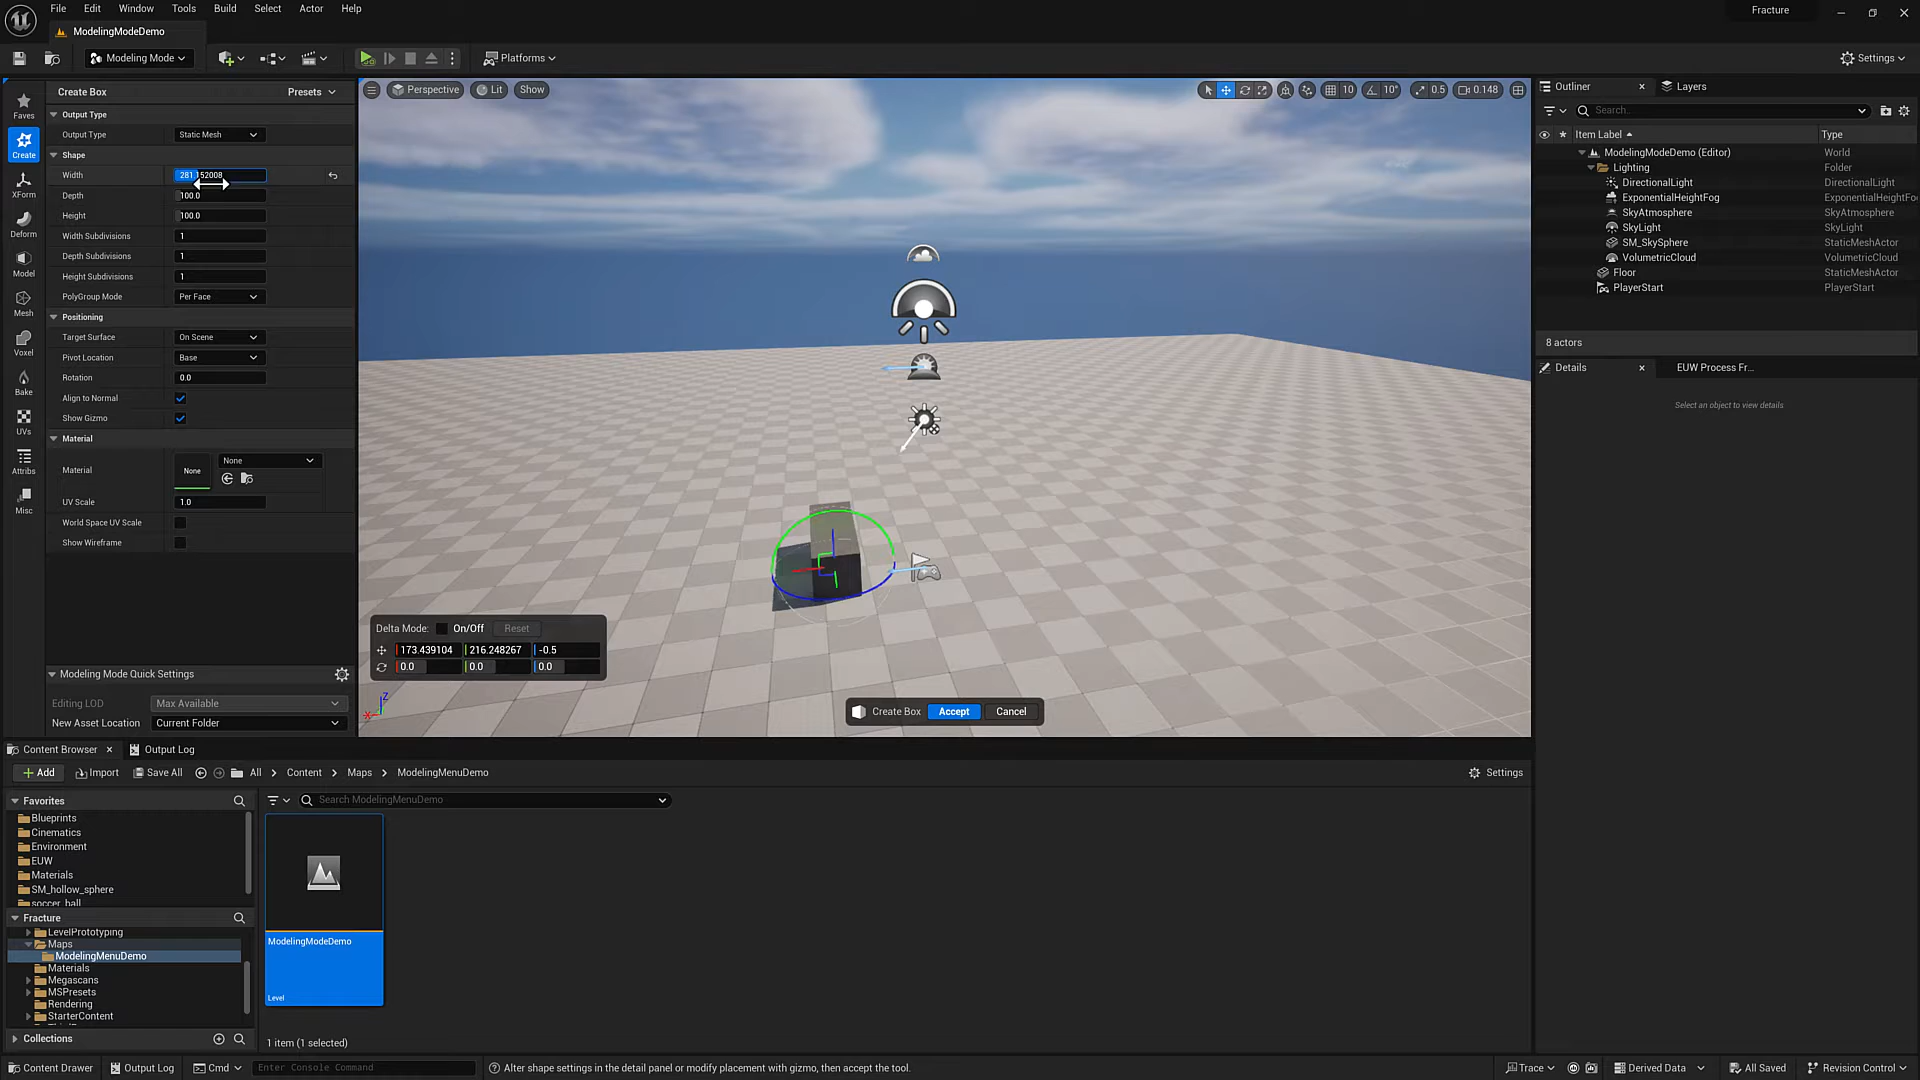 File Edit Window Tools Build Select Actor Help
Fracture
ModelingModeDemo
Modeling Mode
Platforms
Settings
Faves
Create
XForm
Deform
Model
Mesh
Voxel
Bake
UVs
Attribs
Misc
Create Box Presets
Output Type
Output Type Static Mesh
Shape
Width 281.152008
Depth 100.0
Height 100.0
Width Subdivisions 1
Depth Subdivisions 1
Height Subdivisions 1
PolyGroup Mode Per Face
Positioning
Target Surface On Scene
Pivot Location Base
Rotation 0.0
Align to Normal
Show Gizmo
Material
Material None None
UV Scale 1.0
World Space UV Scale
Show Wireframe
Modeling Mode Quick Settings
Editing LOD Max Available
New Asset Location Current Folder
Perspective Lit Show
10 10° 0.5 0.148
Delta Mode: On/Off Reset
173.439104 216.248267 -0.5
0.0 0.0 0.0
Z
X
Create Box Accept Cancel
Outliner Layers
Search...
Item Label Type
ModelingModeDemo (Editor) World
Lighting Folder
DirectionalLight DirectionalLight
ExponentialHeightFog ExponentialHeightFo
SkyAtmosphere SkyAtmosphere
SkyLight SkyLight
SM_SkySphere StaticMeshActor
VolumetricCloud VolumetricCloud
Floor StaticMeshActor
PlayerStart PlayerStart
8 actors
Details EUW Process Fr...
Select an object to view details
Content Browser Output Log
Add Import Save All All Content Maps ModelingMenuDemo Settings
Favorites
Blueprints
Cinematics
Environment
EUW
Materials
SM_hollow_sphere
soccer_ball
Fracture
LevelPrototyping
Maps
ModelingMenuDemo
Materials
Megascans
MSPresets
Rendering
StarterContent
Collections
Search ModelingMenuDemo
ModelingModeDemo
Level
1 item (1 selected)
Content Drawer Output Log Cmd Enter Console Command Alter shape settings in the detail panel or modify placement with gizmo, then accept the tool. Trace Derived Data All Saved Revision Control